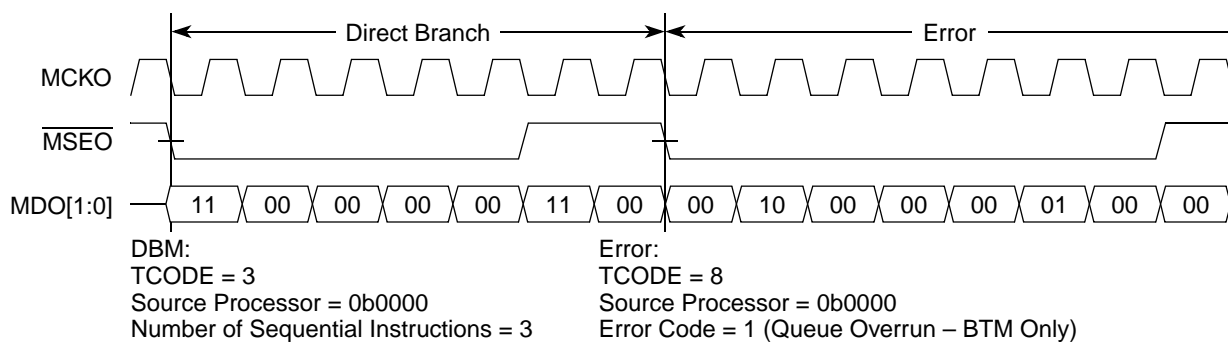 Direct Branch Error
MCKO
MSEO
MDO[1:0] 11 00 00 00 00 11 00 00 10 00 00 00 01 00 00
DBM:
TCODE = 3
Source Processor = 0b0000
Number of Sequential Instructions = 3
Error:
TCODE = 8
Source Processor = 0b0000
Error Code = 1 (Queue Overrun – BTM Only)